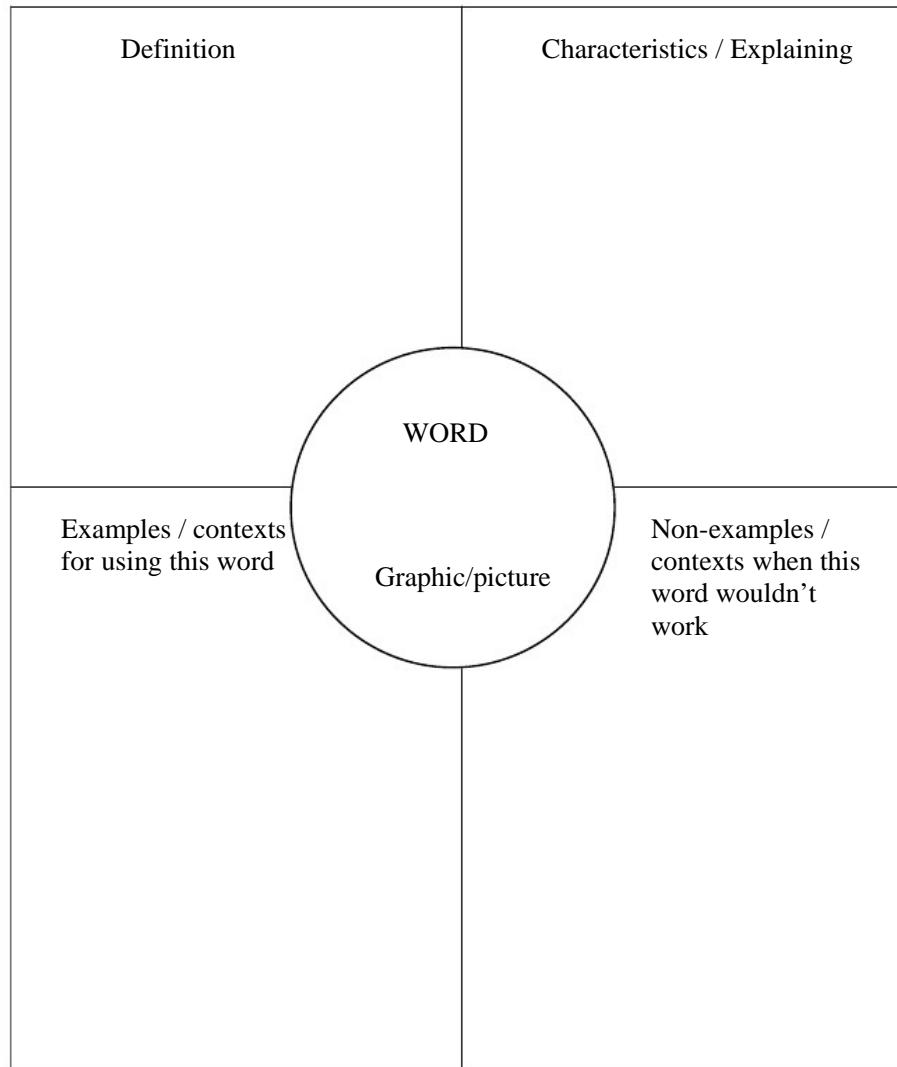 Definition
Characteristics / Explaining
WORD
Graphic/picture
Examples / contexts
for using this word
Non-examples /
contexts when this
word wouldn’t
work